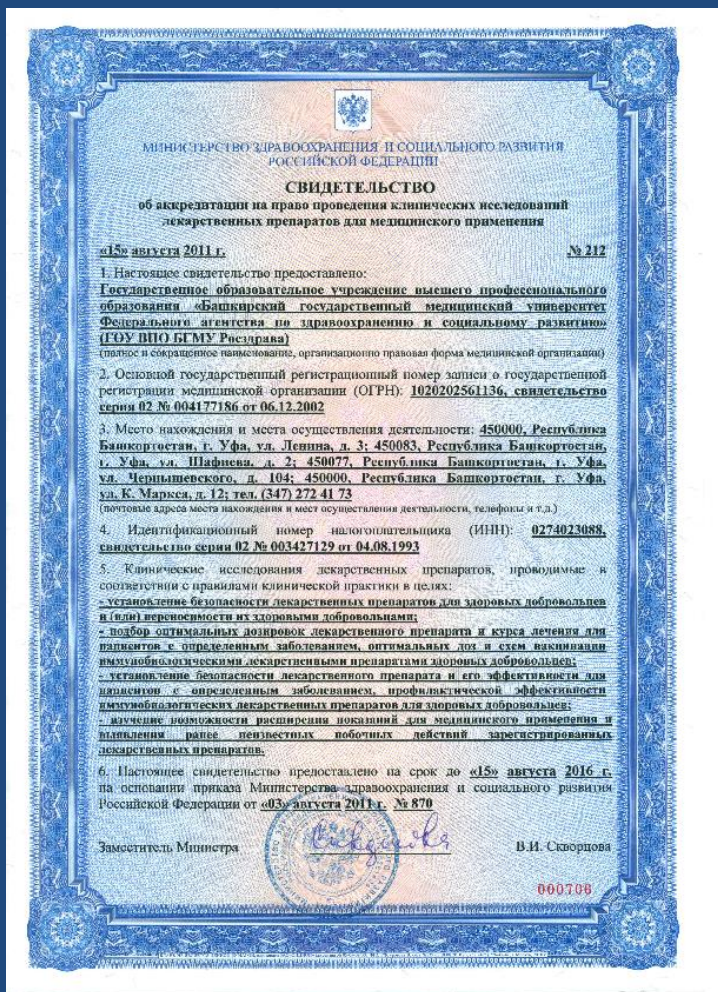 МИНИСТЕРСТВО ЗДРАВООХРАНЕНИЯ И СОЦИАЛЬНОГО РАЗВИТИЯ
РОССИЙСКОЙ ФЕДЕРАЦИИ
СВИДЕТЕЛЬСТВО
об аккредитации на право проведения клинических исследований
лекарственных препаратов для медицинского применения
«15» августа 2011 г. № 212
1. Настоящее свидетельство предоставлено:
Государственное образовательное учреждение высшего профессионального
образования «Башкирский государственный медицинский университет
Федерального агентства по здравоохранению и социальному развитию»
(ГОУ ВПО БГМУ Росздрава)
(полное и сокращенное наименование, организационно правовая форма медицинской организации)
2. Основной государственный регистрационный номер записи о государственной
регистрации медицинской организации (ОГРН): 1020202561136, свидетельство
серия 02 № 004177186 от 06.12.2002
3. Место нахождения и места осуществления деятельности: 450000, Республика
Башкортостан, г. Уфа, ул. Ленина, д. 3; 450083, Республика Башкортостан,
г. Уфа, ул. Шафиева, д. 2; 450077, Республика Башкортостан, г. Уфа,
ул. Чернышевского, д. 104; 450000, Республика Башкортостан, г. Уфа,
ул. К. Маркса, д. 12; тел. (347) 272 41 73
(почтовые адреса места нахождения и мест осуществления деятельности, телефоны и т.д.)
4. Идентификационный номер налогоплательщика (ИНН): 0274023088,
свидетельство серия 02 № 003427129 от 04.08.1993
5. Клинические исследования лекарственных препаратов, проводимые в
соответствии с правилами клинической практики в целях:
- установление безопасности лекарственных препаратов для здоровых добровольцев
и (или) переносимости их здоровыми добровольцами;
- подбор оптимальных дозировок лекарственного препарата и курса лечения для
пациентов с определенным заболеванием, оптимальных доз и схем вакцинации
иммунобиологическими лекарственными препаратами здоровых добровольцев;
- установление безопасности лекарственного препарата и его эффективности для
пациентов с определенным заболеванием, профилактической эффективности
иммунобиологических лекарственных препаратов для здоровых добровольцев;
- изучение возможности расширения показаний для медицинского применения и
выявления ранее неизвестных побочных действий зарегистрированных
лекарственных препаратов.
6. Настоящее свидетельство предоставлено на срок до «15» августа 2016 г.
на основании приказа Министерства здравоохранения и социального развития
Российской Федерации от «03» августа 2011 г. № 870
Заместитель Министра В.И. Скворцова
000706